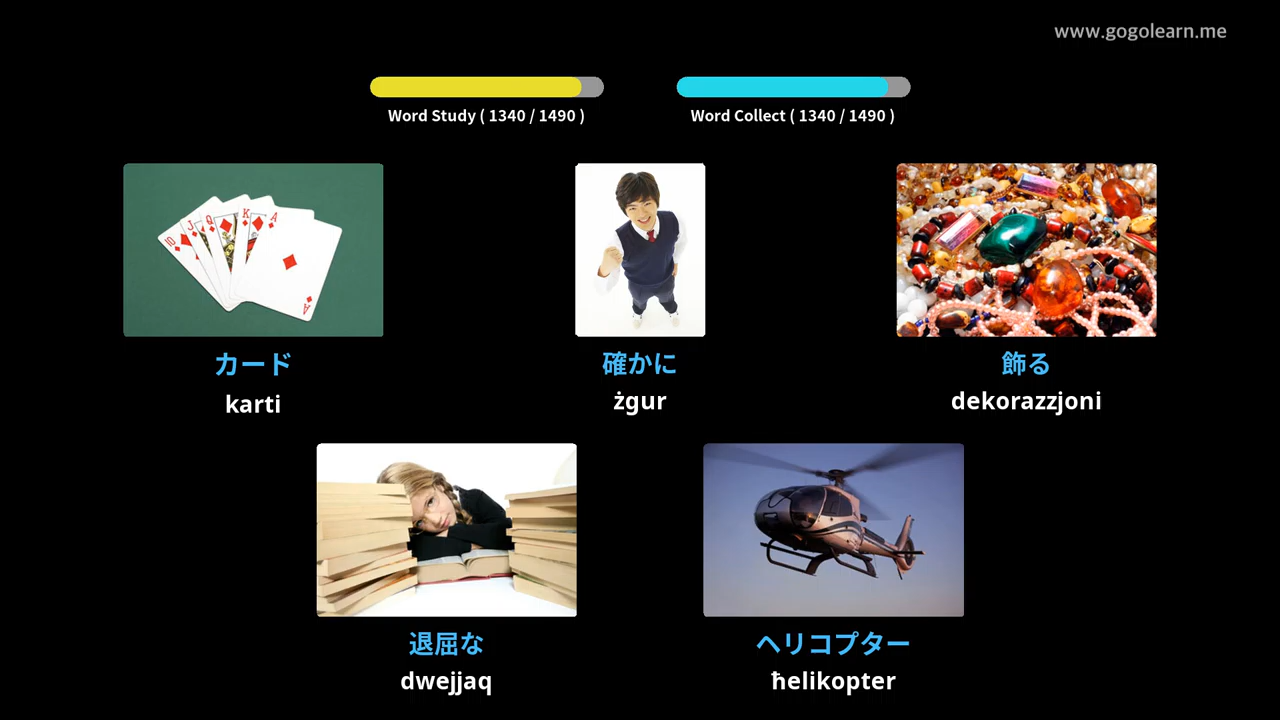 www.gogolearn.me
Word Study ( 1340 / 1490 )
Word Collect ( 1340 / 1490 )
10 J Q K A
A
カード
確かに
飾る
karti
żgur
dekorazzjoni
退屈な
ヘリコプター
dwejjaq
ħelikopter